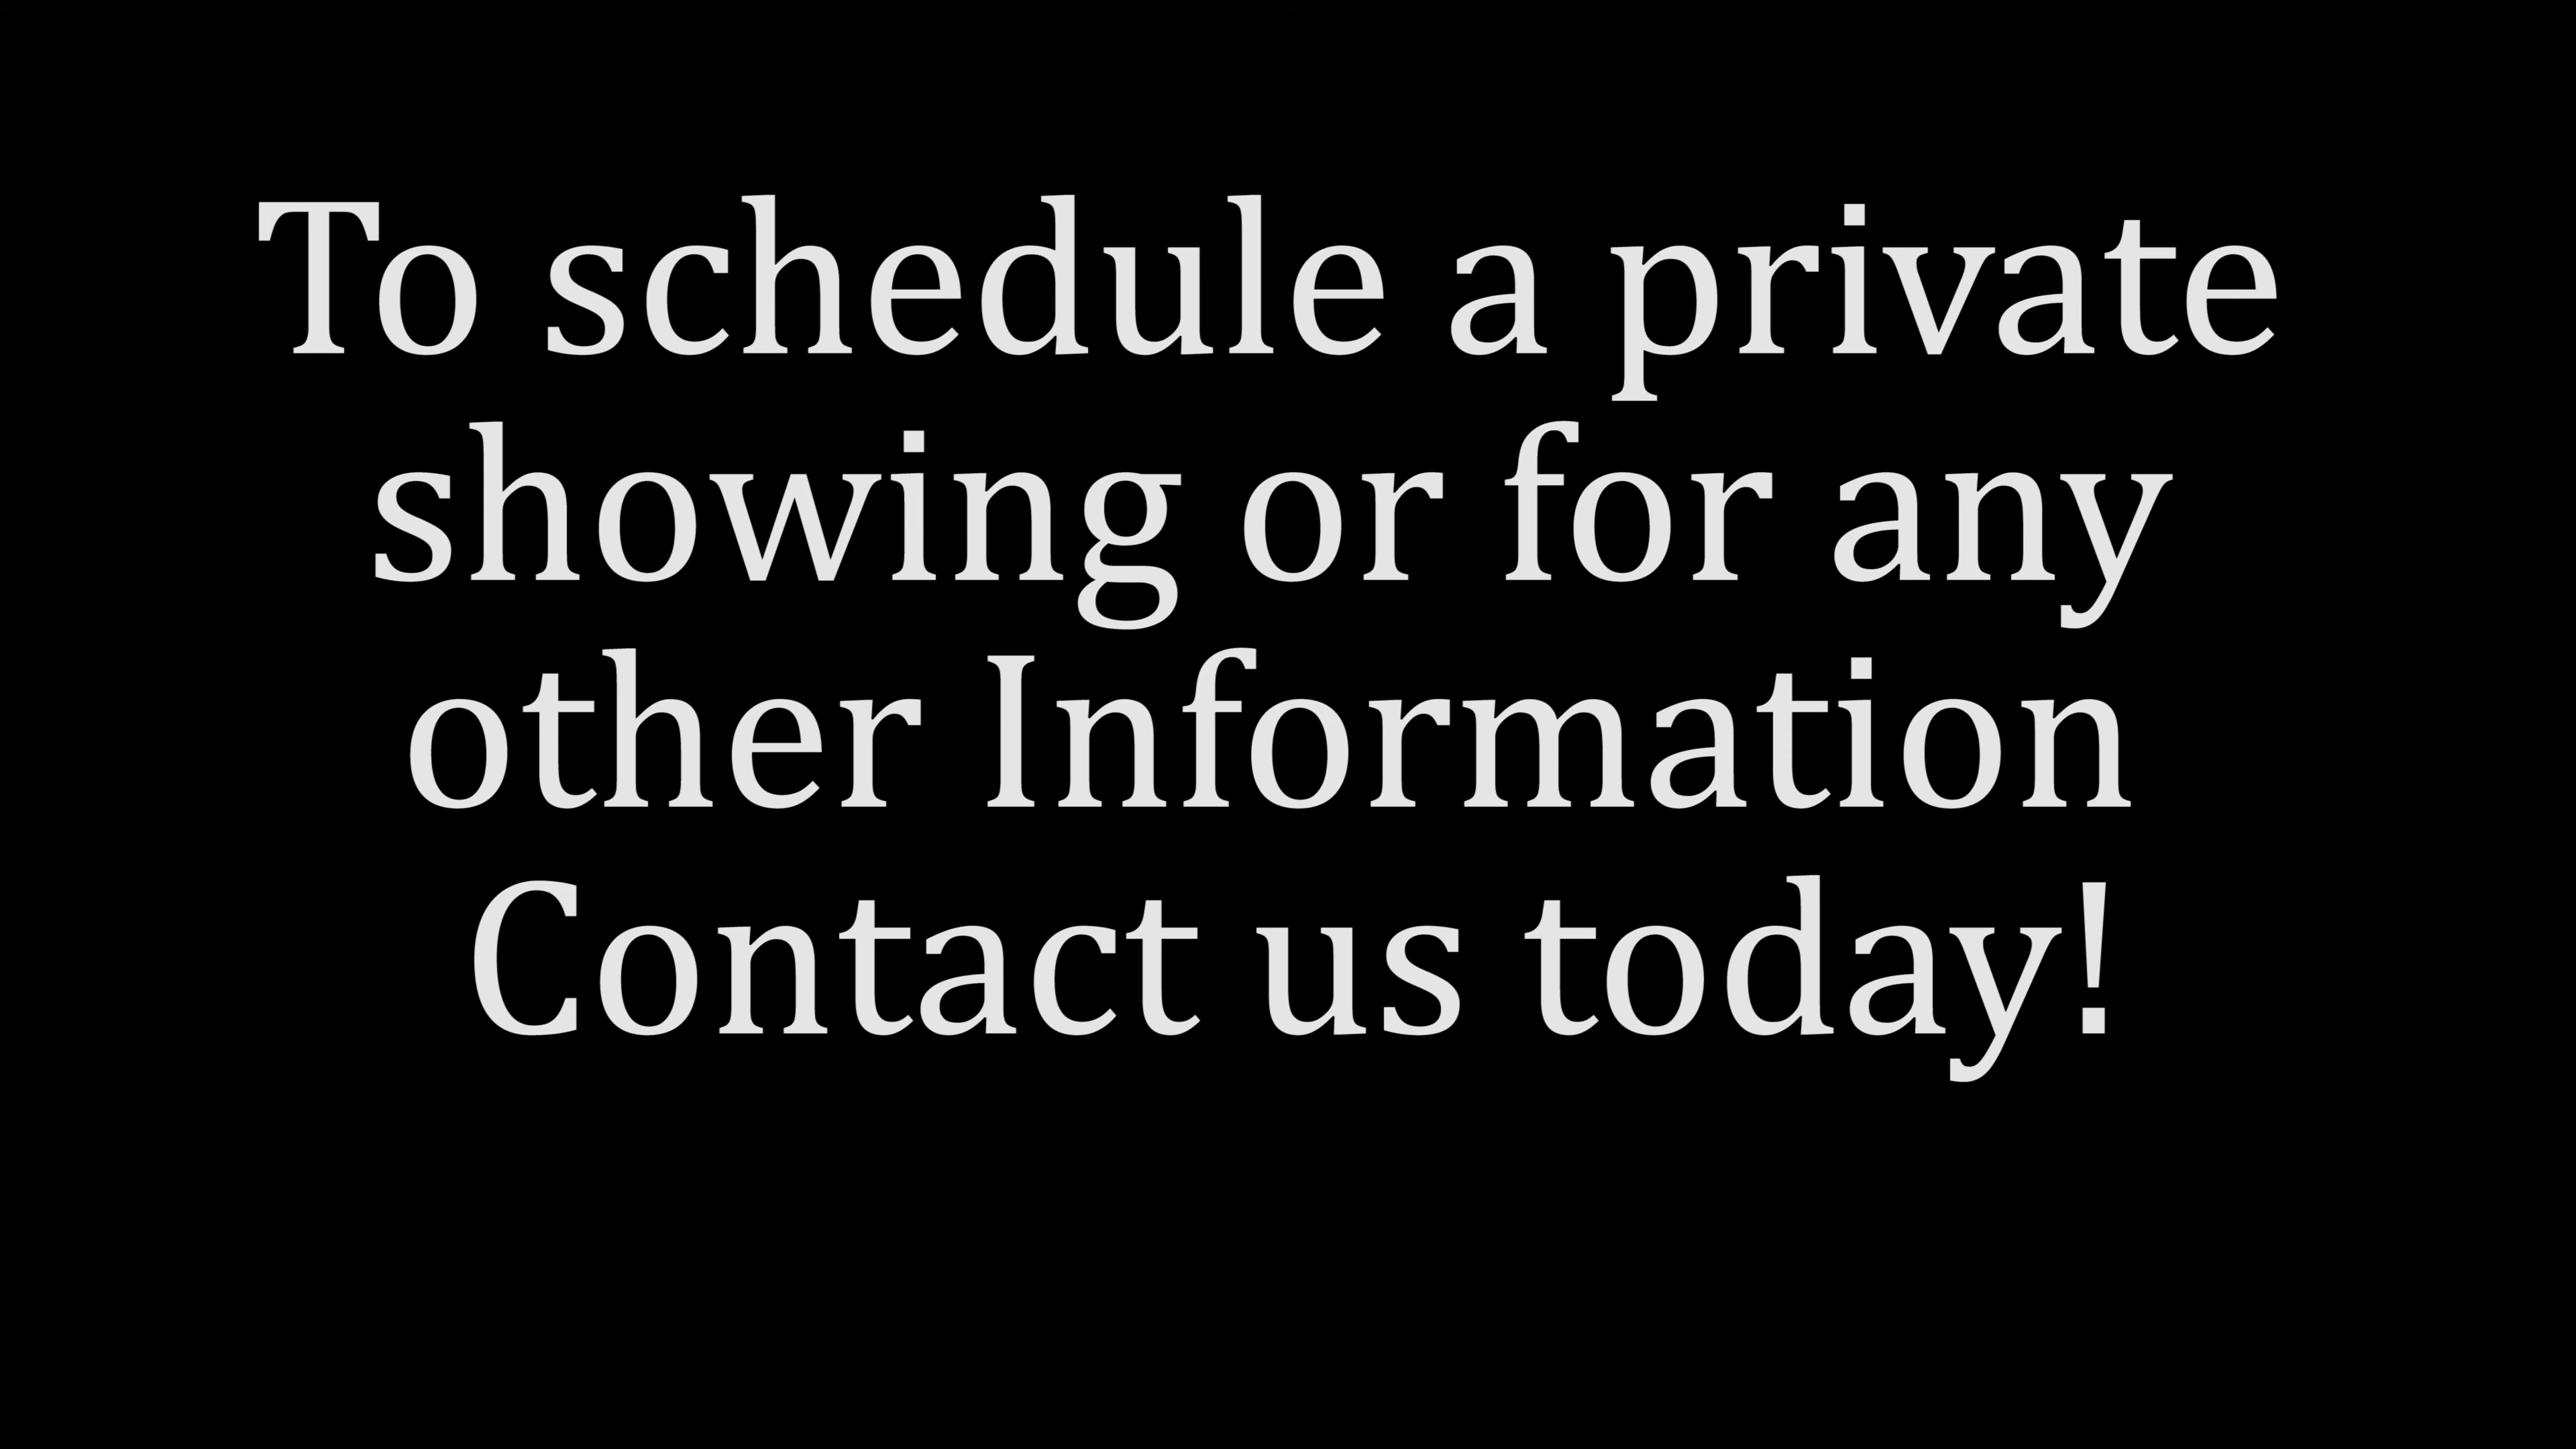 To schedule a private
showing or for any
other Information
Contact us today!